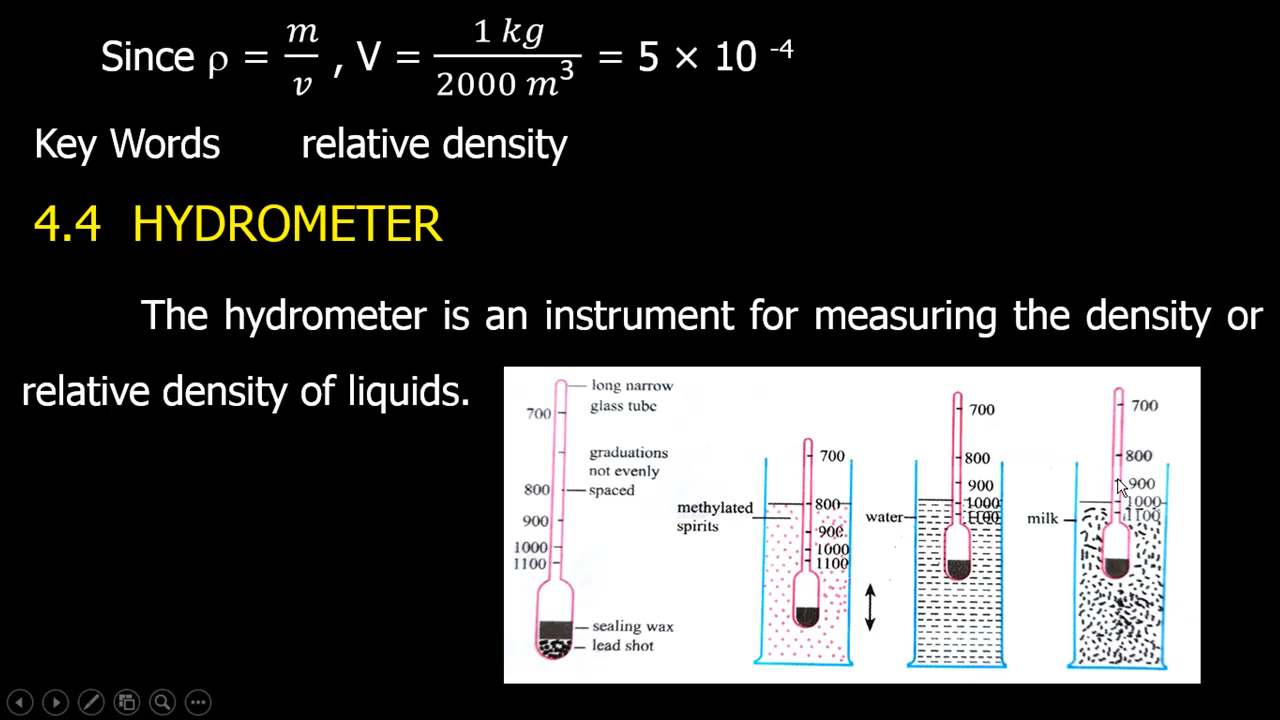 Since ρ = m/v , V = 1 kg / 2000 m³ = 5 × 10 ⁻⁴
Key Words relative density
4.4 HYDROMETER
The hydrometer is an instrument for measuring the density or
relative density of liquids.
long narrow
glass tube
700
graduations
not evenly
spaced
800
900
1000
1100
sealing wax
lead shot
methylated
spirits
700
800
900
1000
1100
water
700
800
900
1000
1100
milk
700
800
900
1000
1100